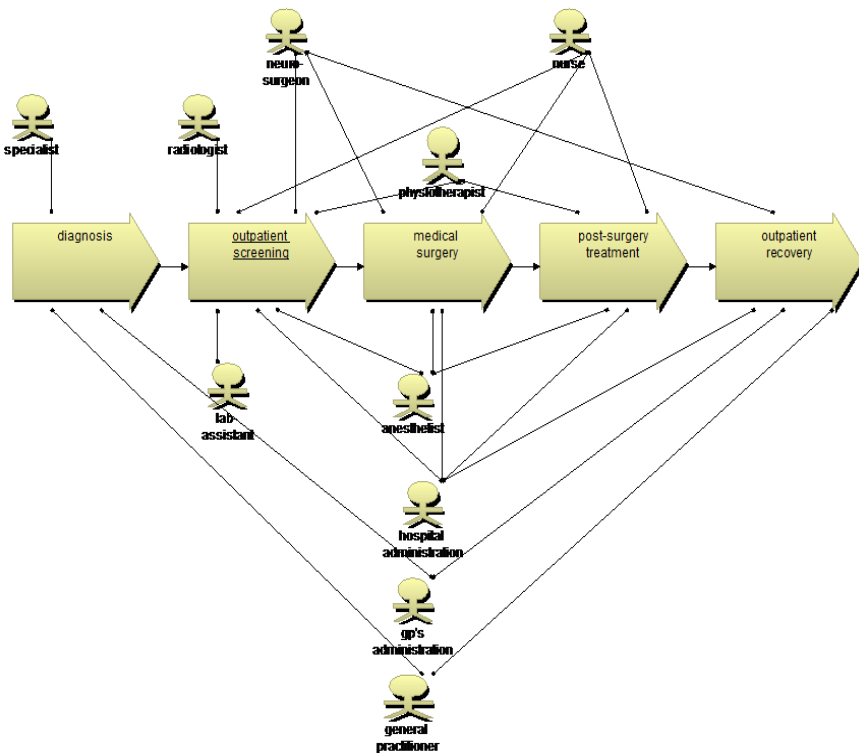 neuro-
surgeon
nurse
specialist
radiologist
physiotherapist
diagnosis
outpatient
screening
medical
surgery
post-surgery
treatment
outpatient
recovery
lab-
assistant
anesthelist
hospital
administration
gp's
administration
general
practitioner